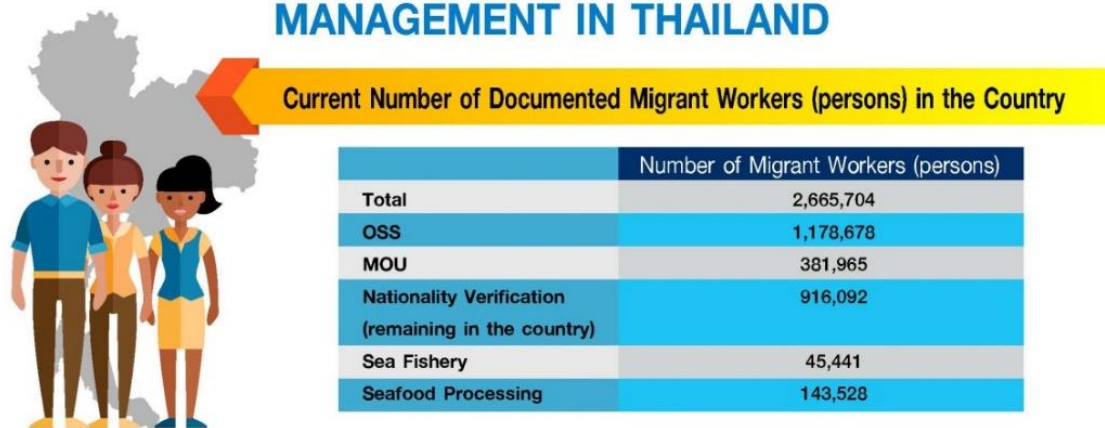 MANAGEMENT IN THAILAND
Current Number of Documented Migrant Workers (persons) in the Country
Number of Migrant Workers (persons)
Total 2,665,704
OSS 1,178,678
MOU 381,965
Nationality Verification 916,092
(remaining in the country)
Sea Fishery 45,441
Seafood Processing 143,528